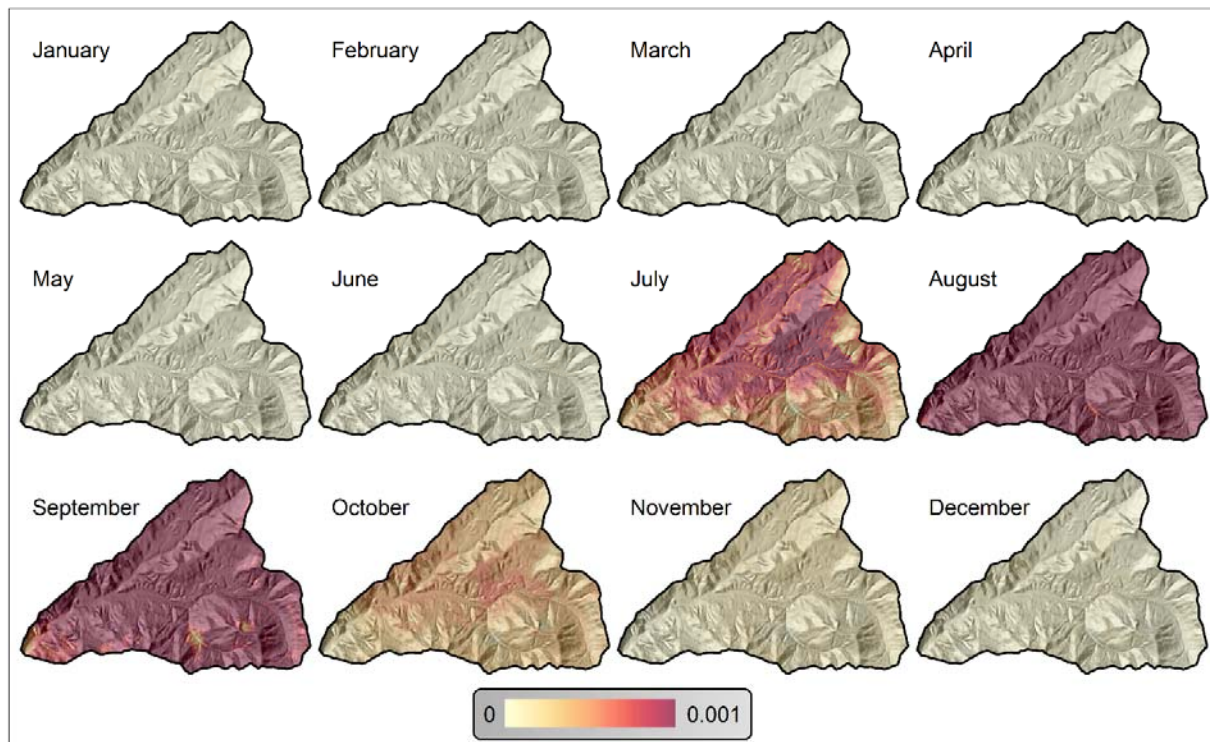 January
February
March
April
May
June
July
August
September
October
November
December
0
0.001